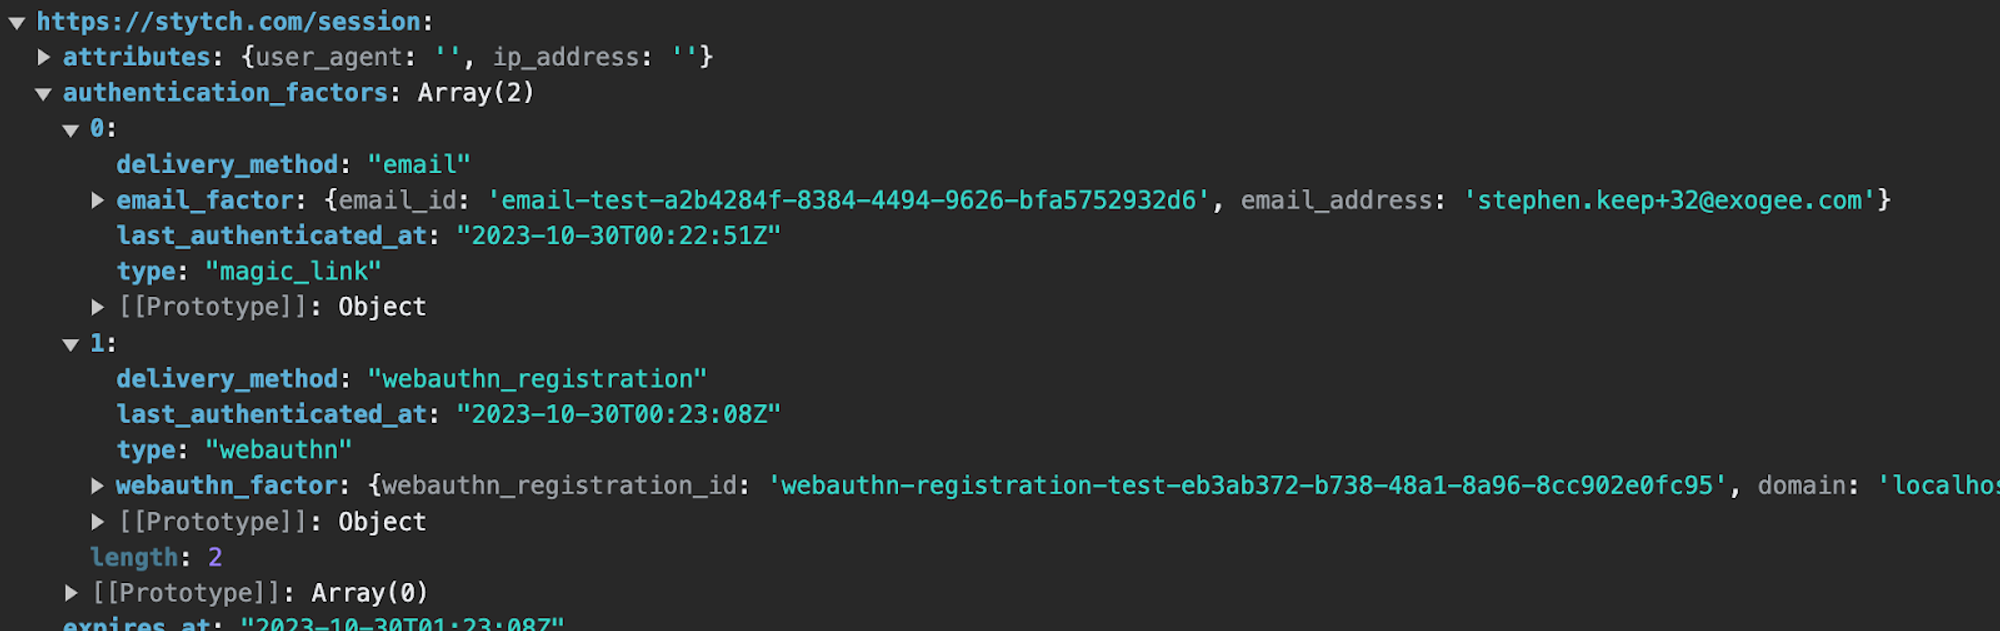 https://stytch.com/session:
attributes: {user_agent: '', ip_address: ''}
authentication_factors: Array(2)
0:
delivery_method: "email"
email_factor: {email_id: 'email-test-a2b4284f-8384-4494-9626-bfa5752932d6', email_address: 'stephen.keep+32@exogee.com'}
last_authenticated_at: "2023-10-30T00:22:51Z"
type: "magic_link"
[[Prototype]]: Object
1:
delivery_method: "webauthn_registration"
last_authenticated_at: "2023-10-30T00:23:08Z"
type: "webauthn"
webauthn_factor: {webauthn_registration_id: 'webauthn-registration-test-eb3ab372-b738-48a1-8a96-8cc902e0fc95', domain: 'localhos
[[Prototype]]: Object
length: 2
[[Prototype]]: Array(0)
expires_at: "2023-10-30T01:23:08Z"